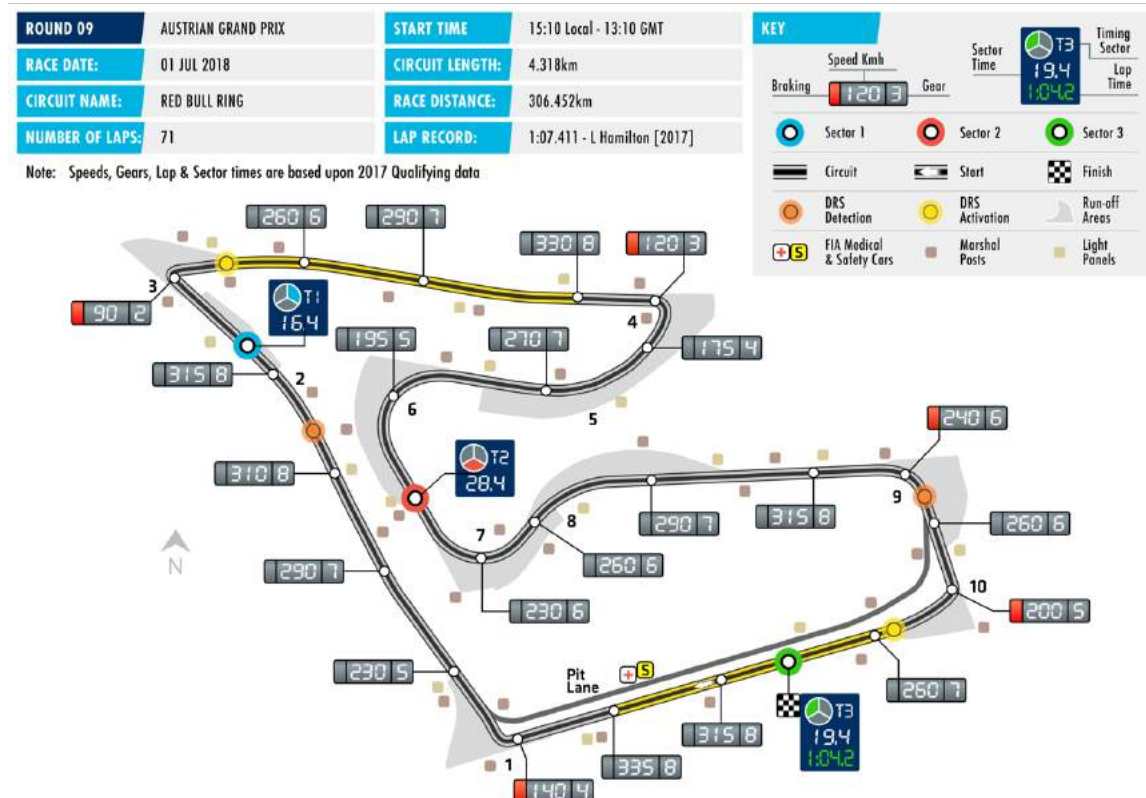 ROUND 09 AUSTRIAN GRAND PRIX
RACE DATE: 01 JUL 2018
CIRCUIT NAME: RED BULL RING
NUMBER OF LAPS: 71
START TIME 15:10 Local - 13:10 GMT
CIRCUIT LENGTH: 4.318km
RACE DISTANCE: 306.452km
LAP RECORD: 1:07.411 - L Hamilton [2017]
Note: Speeds, Gears, Lap & Sector times are based upon 2017 Qualifying data
KEY
Speed Kmh
Braking 120 3 Gear
Sector Time
T3
19.4
1:04.2
Timing Sector
Lap Time
Sector 1 Sector 2 Sector 3
Circuit Start Finish
DRS Detection DRS Activation Run-off Areas
FIA Medical & Safety Cars Marshal Posts Light Panels
S
260 6
290 7
330 8
120 3
3
90 2
T1
16.4
4
195 5
270 7
175 4
315 8
2
6
5
240 6
310 8
T2
28.4
9
7
8
290 7
315 8
260 6
N
290 7
260 6
230 6
10
200 5
230 5
Pit Lane
S
260 7
T3
19.4
1:04.2
315 8
335 8
1
140 4